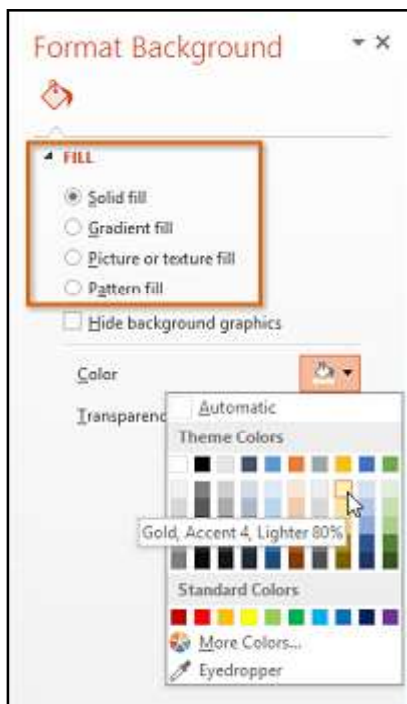 Format Background
FILL
Solid fill
Gradient fill
Picture or texture fill
Pattern fill
Hide background graphics
Color
Transparenc
Automatic
Theme Colors
Gold, Accent 4, Lighter 80%
Standard Colors
More Colors...
Eyedropper